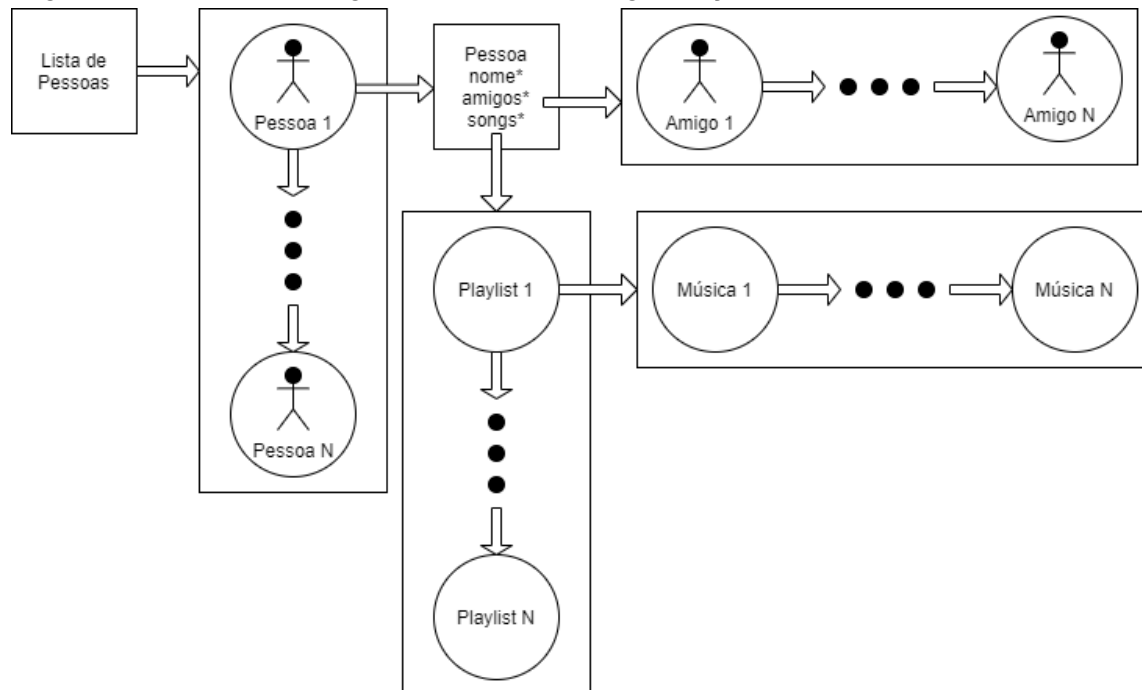 Lista de
Pessoas
Pessoa 1
Pessoa
nome*
amigos*
songs*
Amigo 1
Amigo N
Pessoa N
Playlist 1
Música 1
Música N
Playlist N